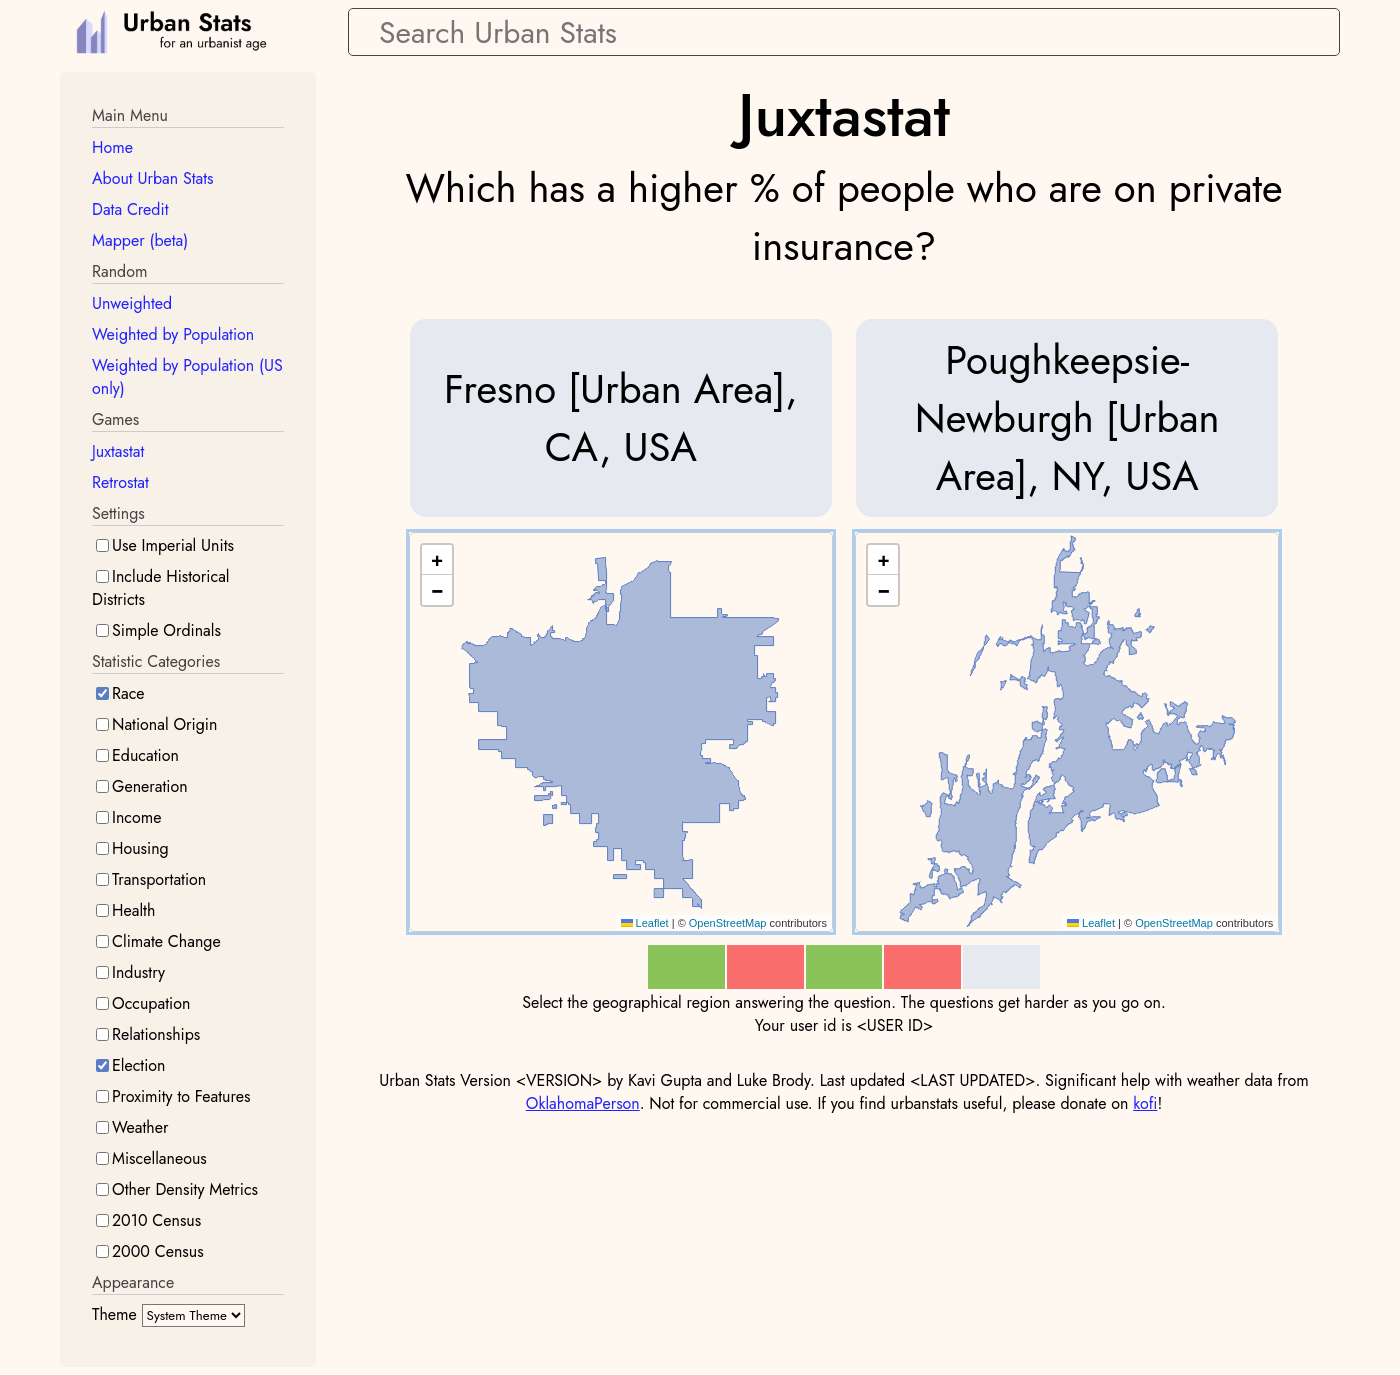 Urban Stats
for an urbanist age
Search Urban Stats
Main Menu
Home
About Urban Stats
Data Credit
Mapper (beta)
Random
Unweighted
Weighted by Population
Weighted by Population (US
only)
Games
Juxtastat
Retrostat
Settings
Use Imperial Units
Include Historical
Districts
Simple Ordinals
Statistic Categories
Race
National Origin
Education
Generation
Income
Housing
Transportation
Health
Climate Change
Industry
Occupation
Relationships
Election
Proximity to Features
Weather
Miscellaneous
Other Density Metrics
2010 Census
2000 Census
Appearance
Theme System Theme
Juxtastat
Which has a higher % of people who are on private
insurance?
Fresno [Urban Area],
CA, USA
Poughkeepsie-
Newburgh [Urban
Area], NY, USA
+
−
Leaflet | © OpenStreetMap contributors
+
−
Leaflet | © OpenStreetMap contributors
Select the geographical region answering the question. The questions get harder as you go on.
Your user id is <USER ID>
Urban Stats Version <VERSION> by Kavi Gupta and Luke Brody. Last updated <LAST UPDATED>. Significant help with weather data from
OklahomaPerson. Not for commercial use. If you find urbanstats useful, please donate on kofi!